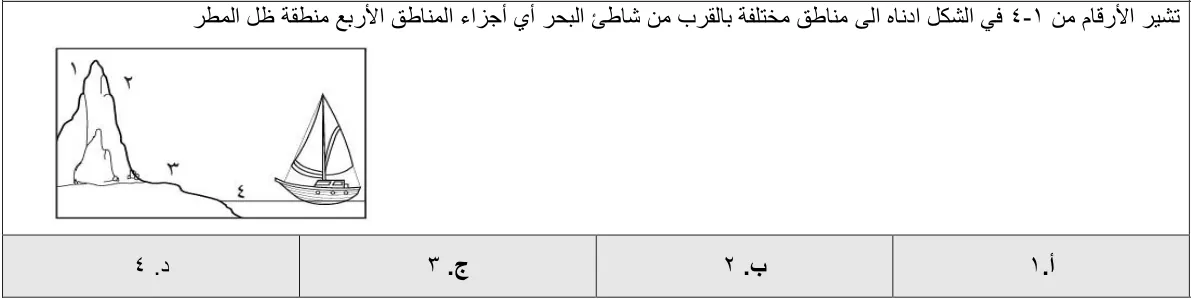 تشير الأرقام من ١-٤ في الشكل ادناه الى مناطق مختلفة بالقرب من شاطئ البحر أي أجزاء المناطق الأربع منطقة ظل المطر
١
٢
٣
٤
أ.١
ب. ٢
ج. ٣
د. ٤